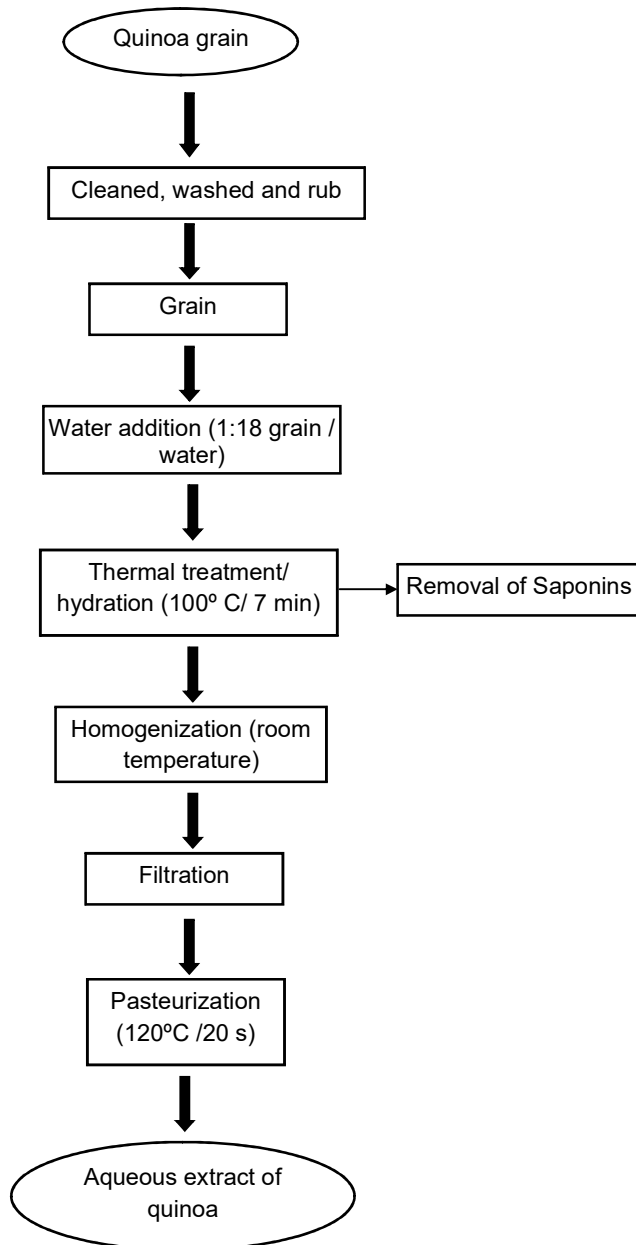 Quinoa grain
Cleaned, washed and rub
Grain
Water addition (1:18 grain /
water)
Thermal treatment/
hydration (100º C/ 7 min)
Removal of Saponins
Homogenization (room
temperature)
Filtration
Pasteurization
(120ºC /20 s)
Aqueous extract of
quinoa